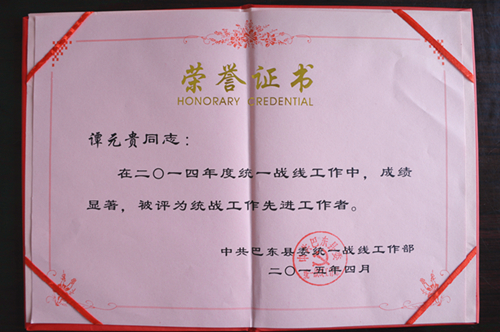 荣誉证书
HONORARY CREDENTIAL
谭元贵同志：
在二〇一四年度统一战线工作中，成绩
显著，被评为统战工作先进工作者。
中共巴东县委统一战线工作部
二〇一五年四月